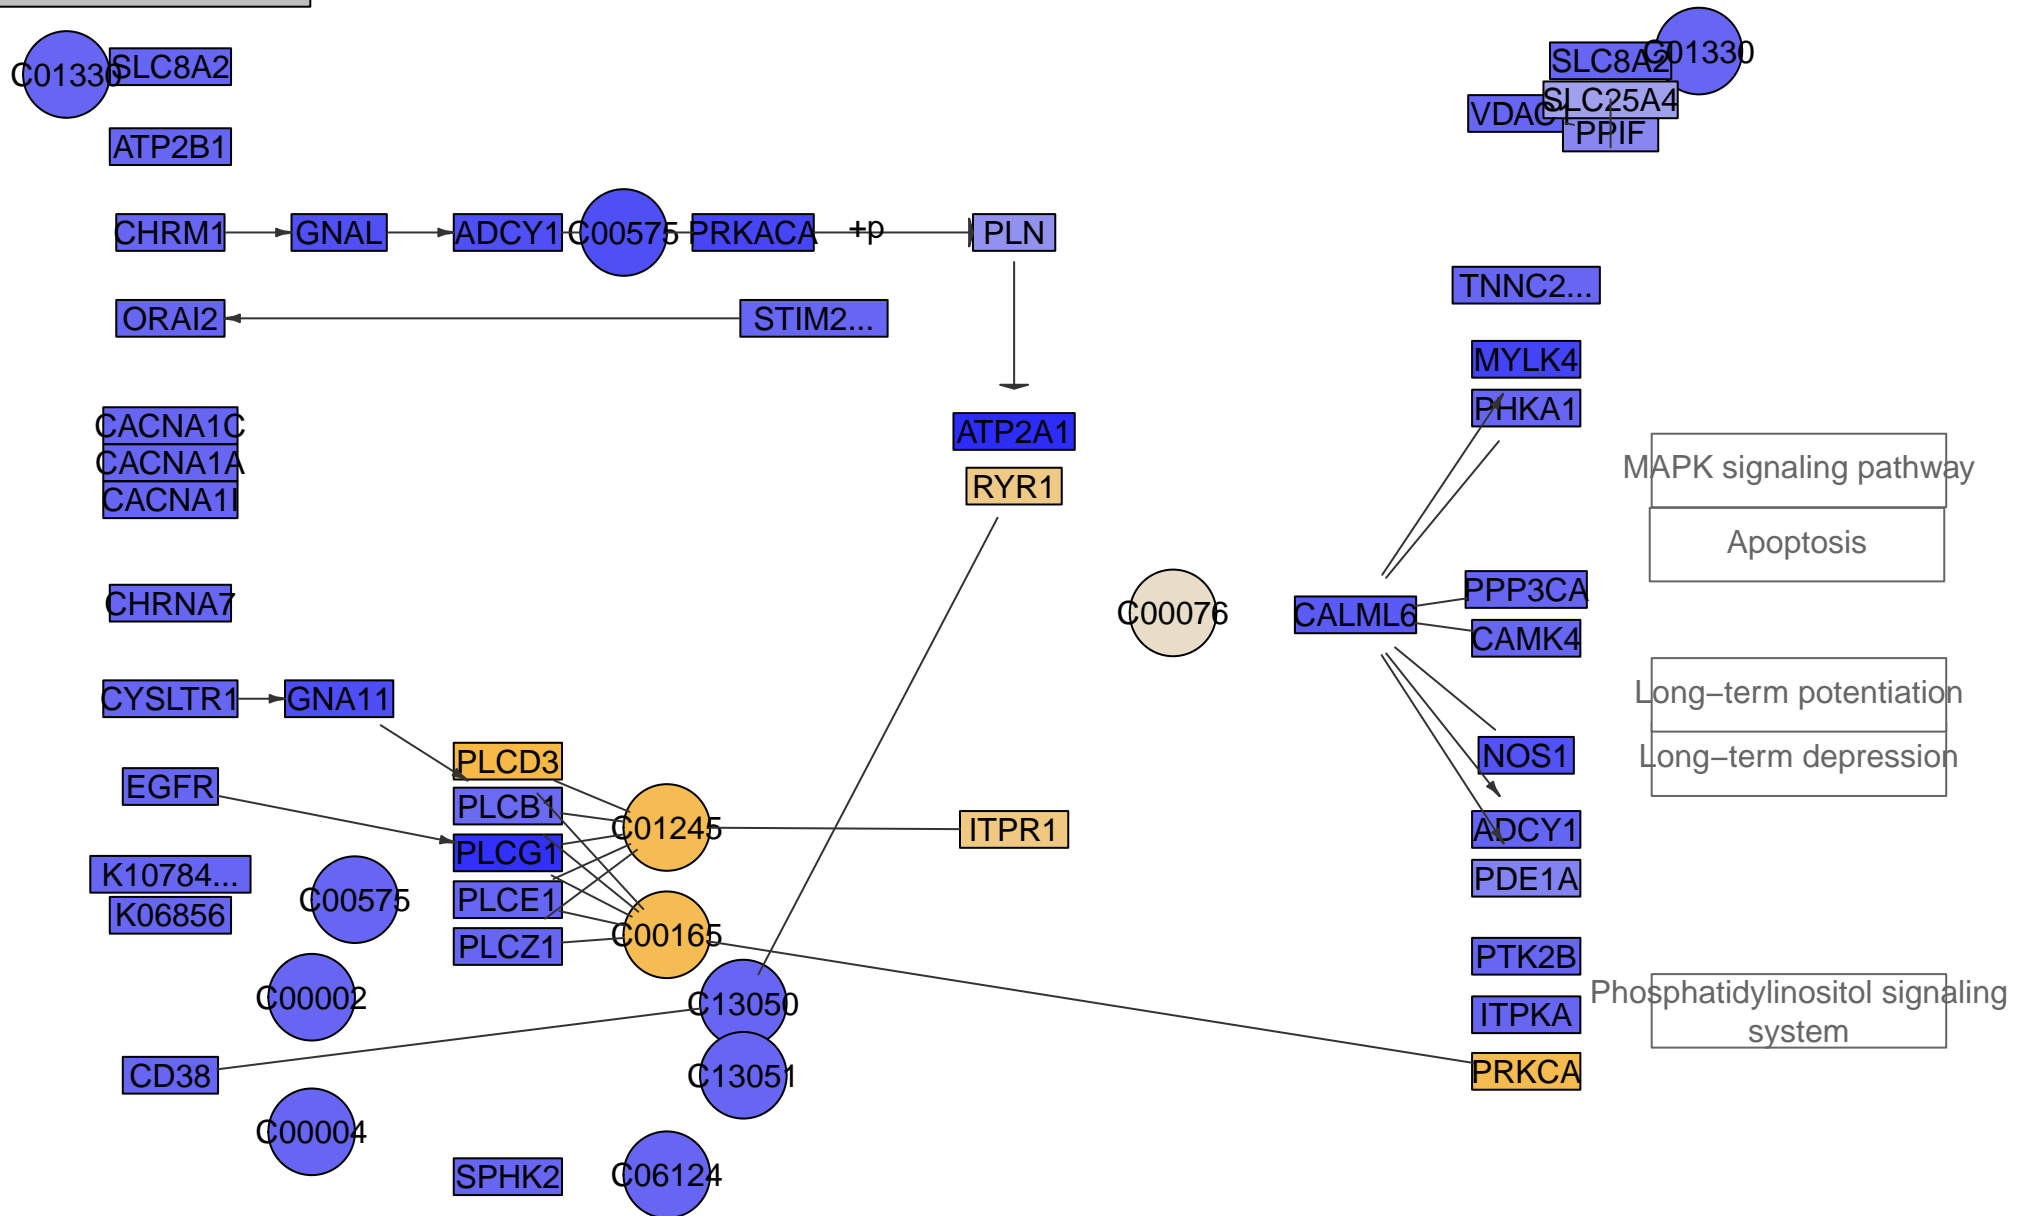 C01330
SLC8A2
SLC8A2
C01330
SLC25A4
VDAC1
PPIF
ATP2B1
CHRM1
GNAL
ADCY1
C00575
PRKACA
+p
PLN
TNNC2...
ORAI2
STIM2...
MYLK4
PHKA1
CACNA1C
CACNA1A
CACNA1I
ATP2A1
RYR1
MAPK signaling pathway
Apoptosis
CHRNA7
C00076
CALML6
PPP3CA
CAMK4
CYSLTR1
GNA11
Long−term potentiation
Long−term depression
NOS1
PLCD3
EGFR
PLCB1
C01245
ITPR1
ADCY1
PLCG1
K10784...
PDE1A
C00575
PLCE1
K06856
C00165
PLCZ1
PTK2B
C00002
C13050
ITPKA
Phosphatidylinositol signaling
system
CD38
C13051
PRKCA
C00004
SPHK2
C06124